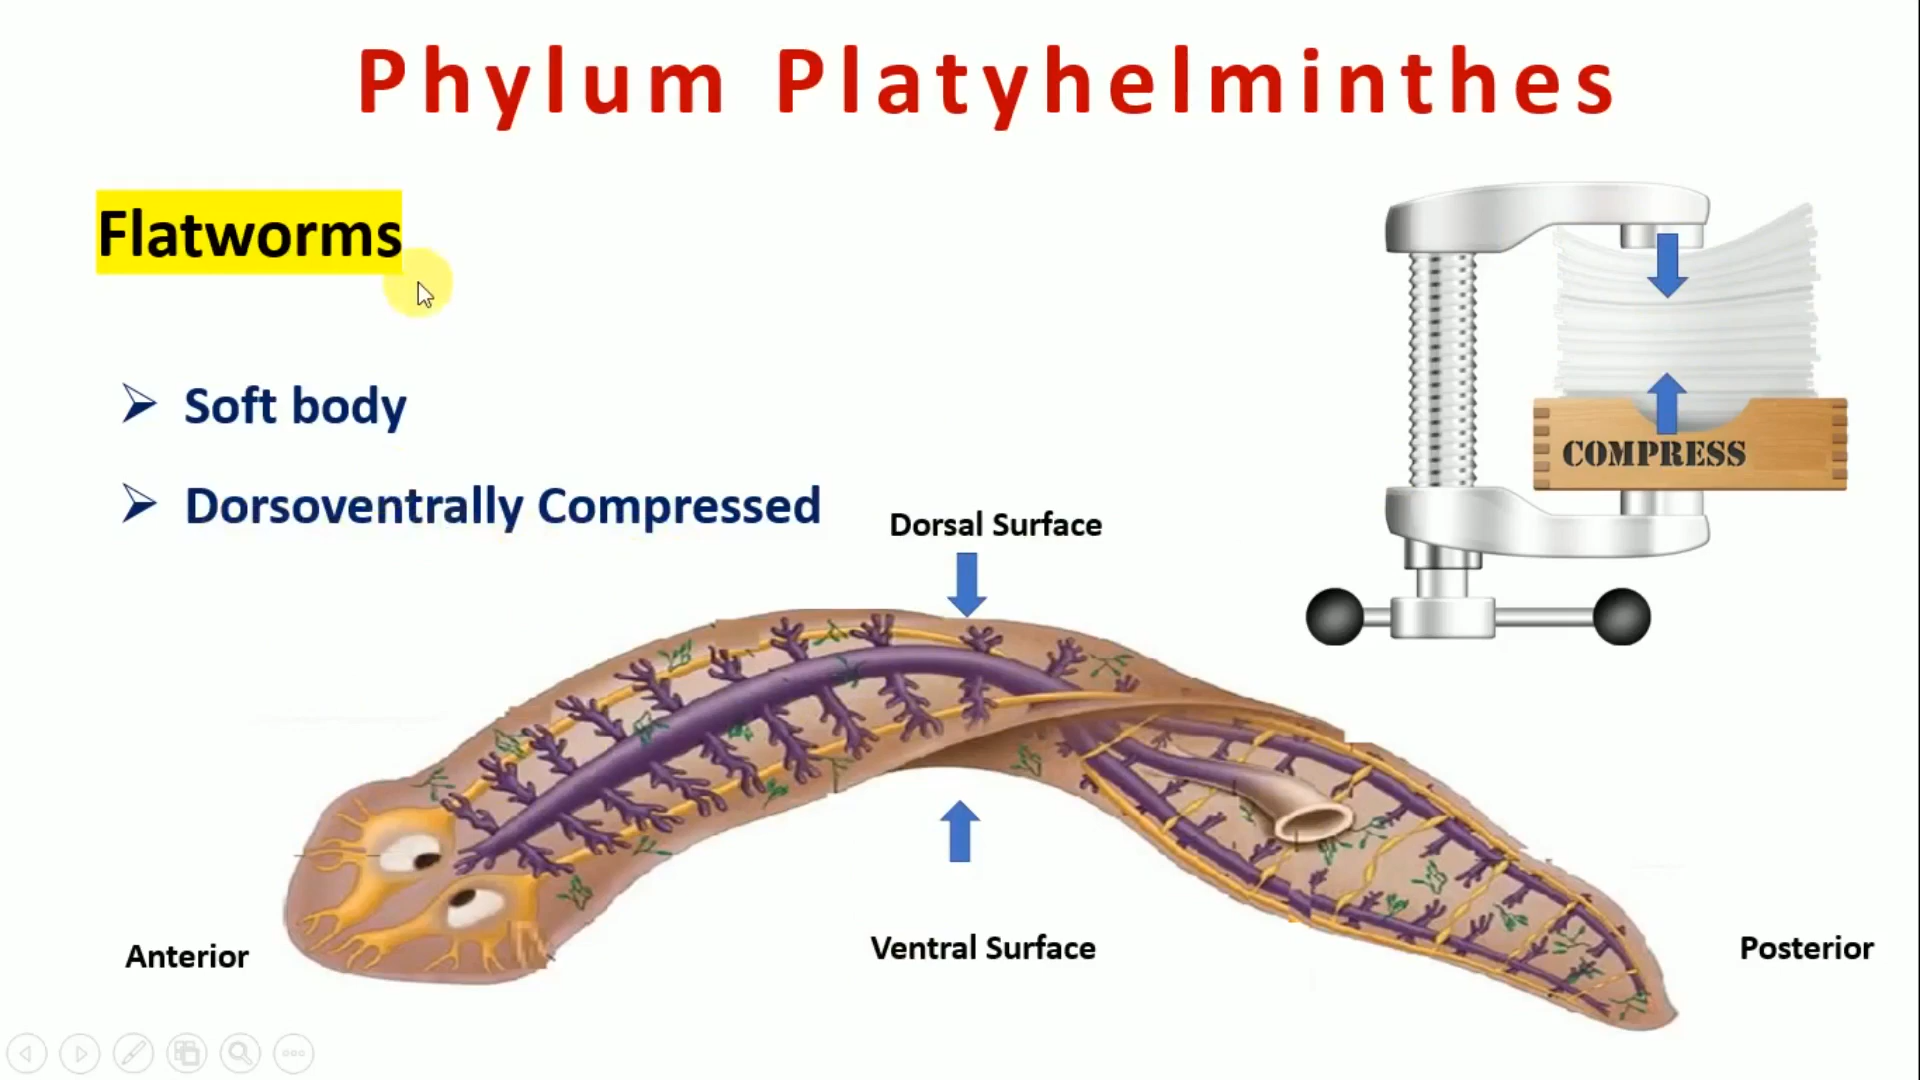 Phylum Platyhelminthes
Flatworms
Soft body
Dorsoventrally Compressed
COMPRESS
Dorsal Surface
Ventral Surface
Anterior
Posterior